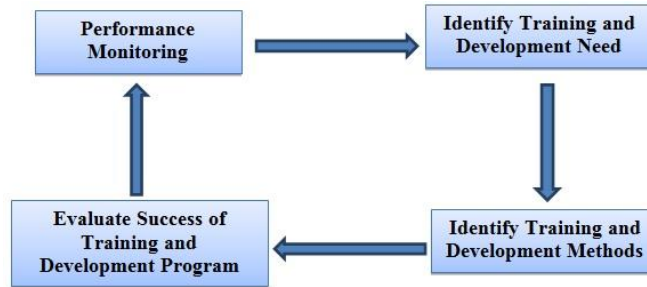 Performance
Monitoring
Identify Training and
Development Need
Identify Training and
Development Methods
Evaluate Success of
Training and
Development Program